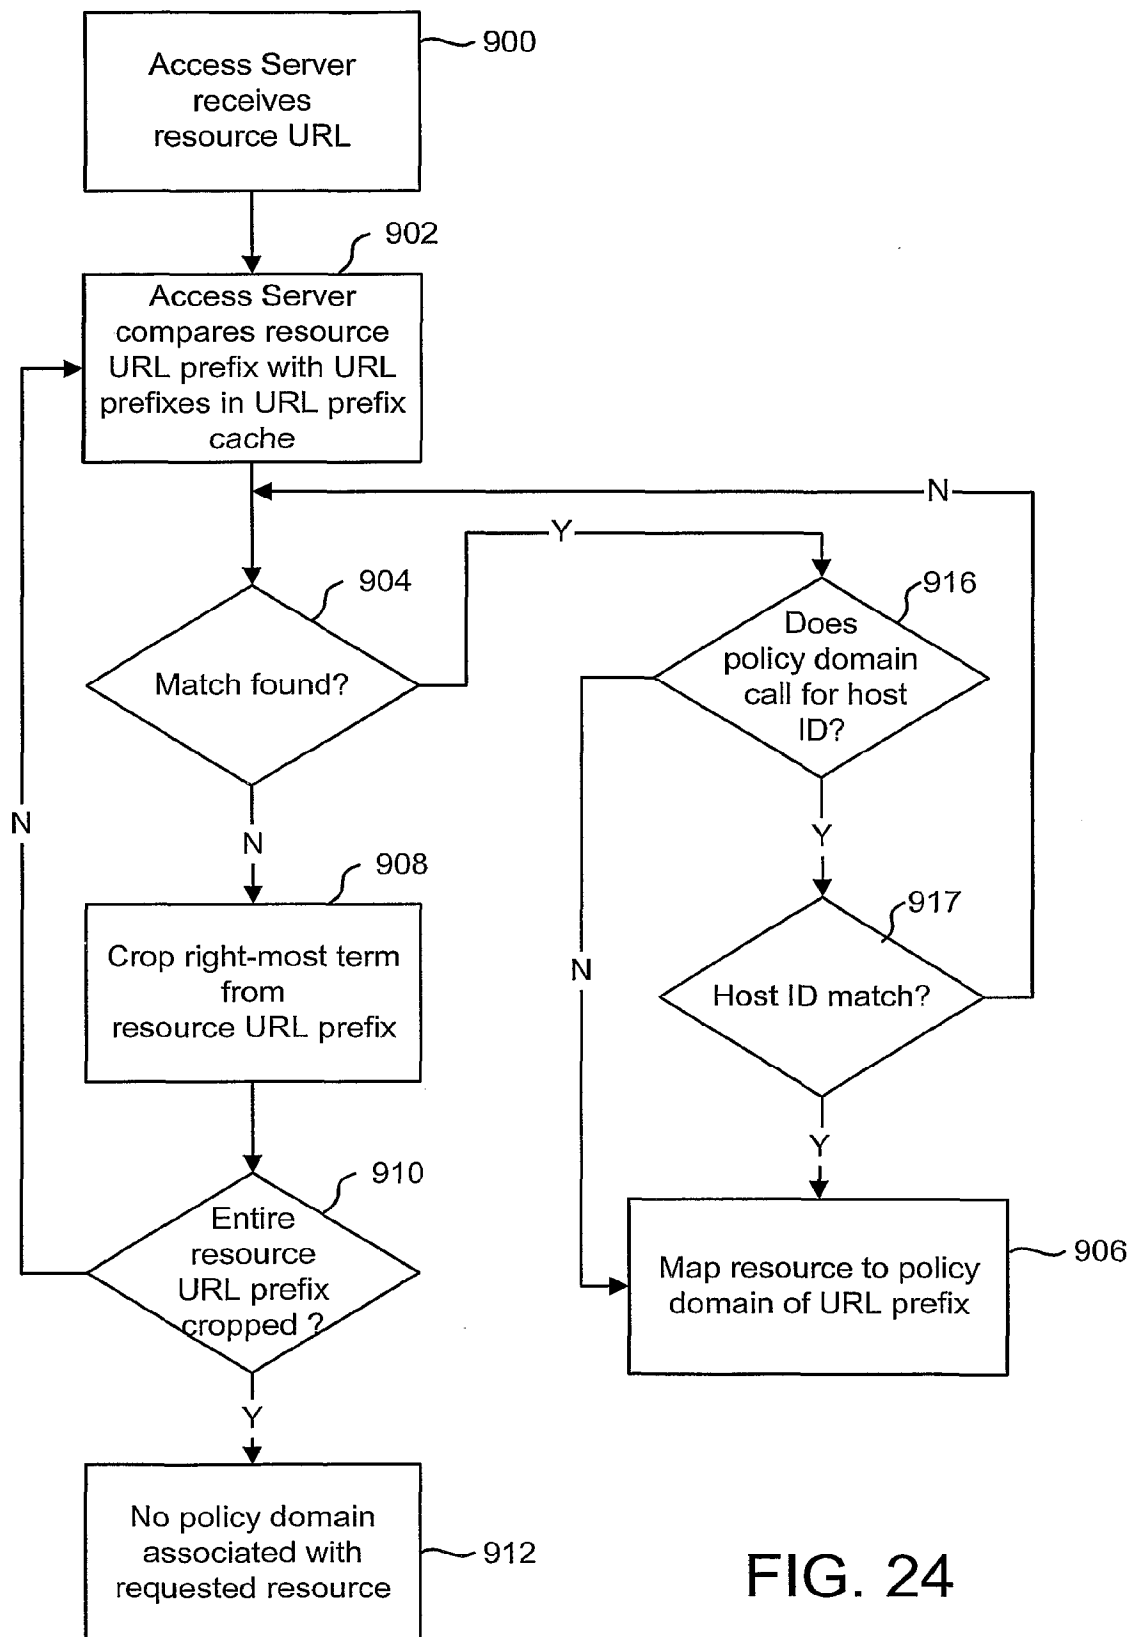 Access Server
receives
resource URL
900
902
Access Server
compares resource
URL prefix with URL
prefixes in URL prefix
cache
N
Y
904
Match found?
916
Does
policy domain
call for host
ID?
N
N
Y
908
Crop right-most term
from
resource URL prefix
917
N
Host ID match?
Y
910
Entire
resource
URL prefix
cropped ?
906
Map resource to policy
domain of URL prefix
Y
No policy domain
associated with
requested resource
912
FIG. 24